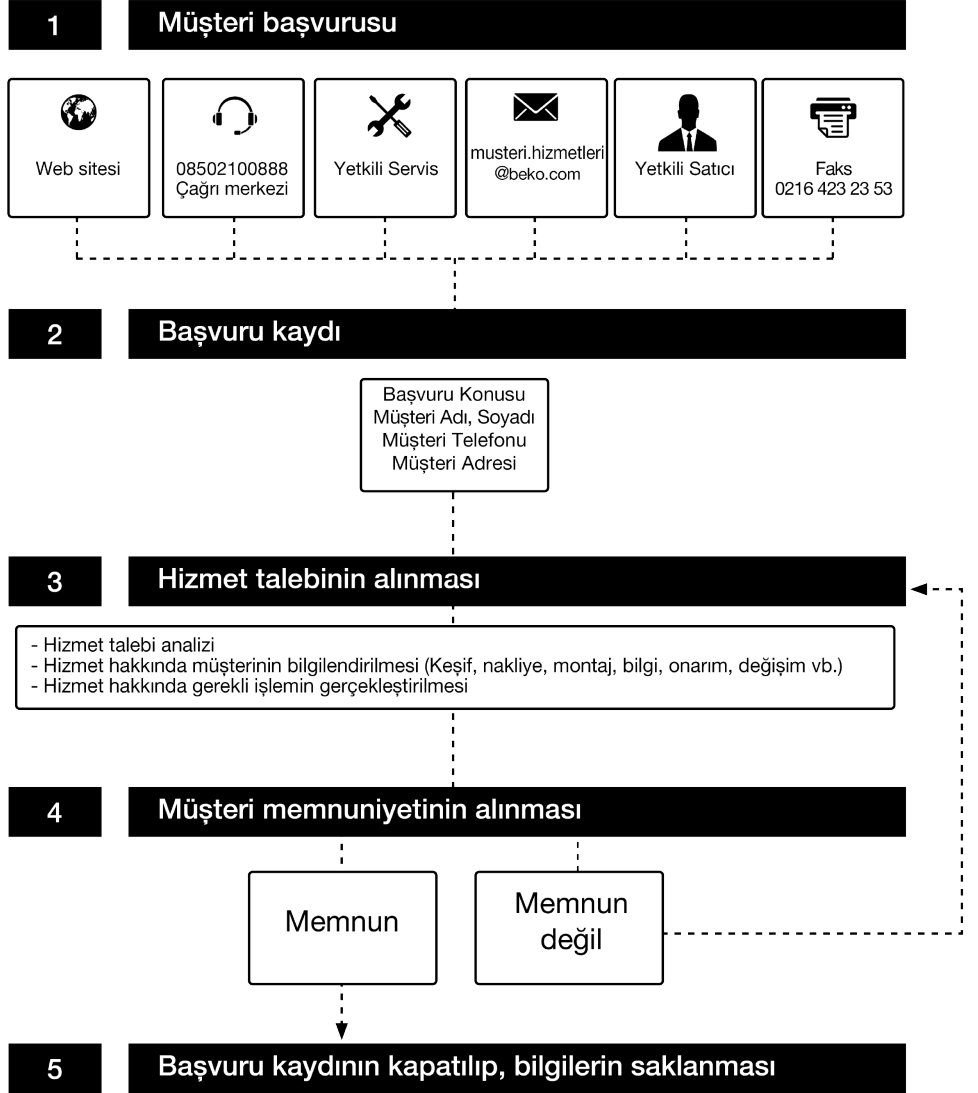 1 Müşteri başvurusu
Web sitesi
08502100888
Çağrı merkezi
Yetkili Servis
musteri.hizmetleri
@beko.com
Yetkili Satıcı
Faks
0216 423 23 53
2 Başvuru kaydı
Başvuru Konusu
Müşteri Adı, Soyadı
Müşteri Telefonu
Müşteri Adresi
3 Hizmet talebinin alınması
- Hizmet talebi analizi
- Hizmet hakkında müşterinin bilgilendirilmesi (Keşif, nakliye, montaj, bilgi, onarım, değişim vb.)
- Hizmet hakkında gerekli işlemin gerçekleştirilmesi
4 Müşteri memnuniyetinin alınması
Memnun
Memnun
değil
5 Başvuru kaydının kapatılıp, bilgilerin saklanması